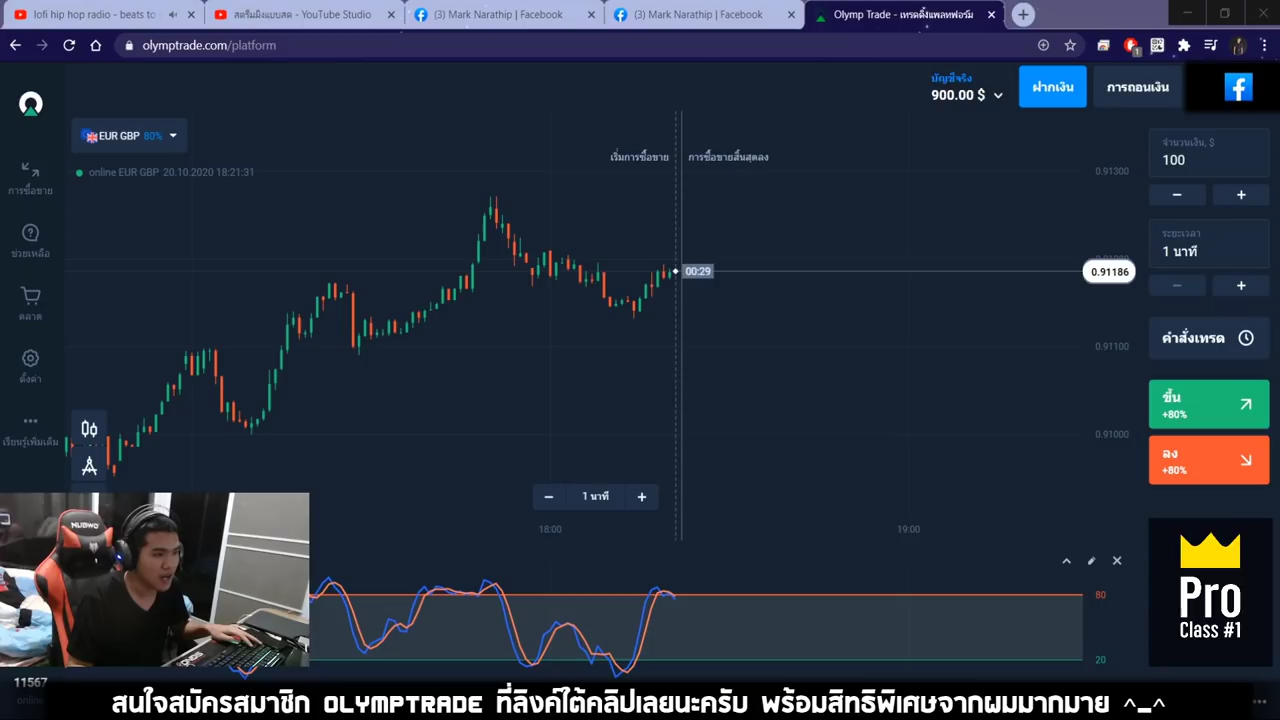 lofi hip hop radio - beats to
สตรีมมิงแบบสด - YouTube Studio
(3) Mark Narathip | Facebook
(3) Mark Narathip | Facebook
Olymp Trade - เทรดดิ้งแพลทฟอร์ม
olymptrade.com/platform
บัญชีจริง
900.00 $
ฝากเงิน
การถอนเงิน
EUR GBP 80%
online EUR GBP 20.10.2020 18:21:31
เริ่มการซื้อขาย
การซื้อขายสิ้นสุดลง
การซื้อขาย
ช่วยเหลือ
ตลาด
ตั้งค่า
เรียนรู้เพิ่มเติม
00:29
0.91300
0.91186
0.91100
0.91000
จำนวนเงิน, $
100
ระยะเวลา
1 นาที
คำสั่งเทรด
ขึ้น
+80%
ลง
+80%
1 นาที
18:00
19:00
80
20
NUBWO
Pro
Class #1
11567
online
สนใจสมัครสมาชิก OLYMPTRADE ที่ลิงค์ใต้คลิปเลยนะครับ พร้อมสิทธิพิเศษจากผมมากมาย ^_^